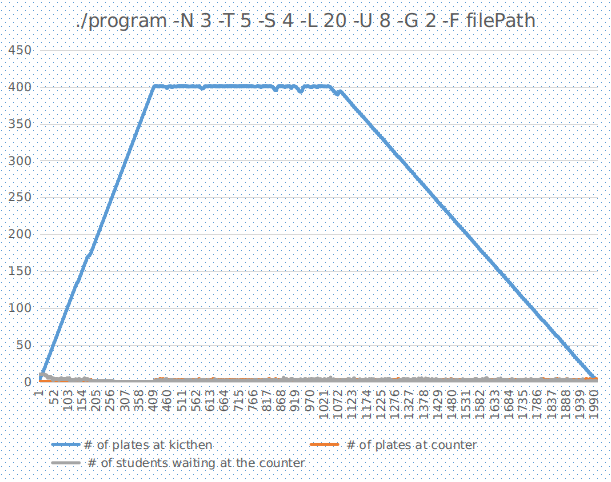 ./program -N 3 -T 5 -S 4 -L 20 -U 8 -G 2 -F filePath
450
400
350
300
250
200
150
100
50
0
1 52 103 154 205 256 307 358 409 460 511 562 613 664 715 766 817 868 919 970 1021 1072 1123 1174 1225 1276 1327 1378 1429 1480 1531 1582 1633 1684 1735 1786 1837 1888 1939 1990
# of plates at kicthen # of plates at counter
# of students waiting at the counter